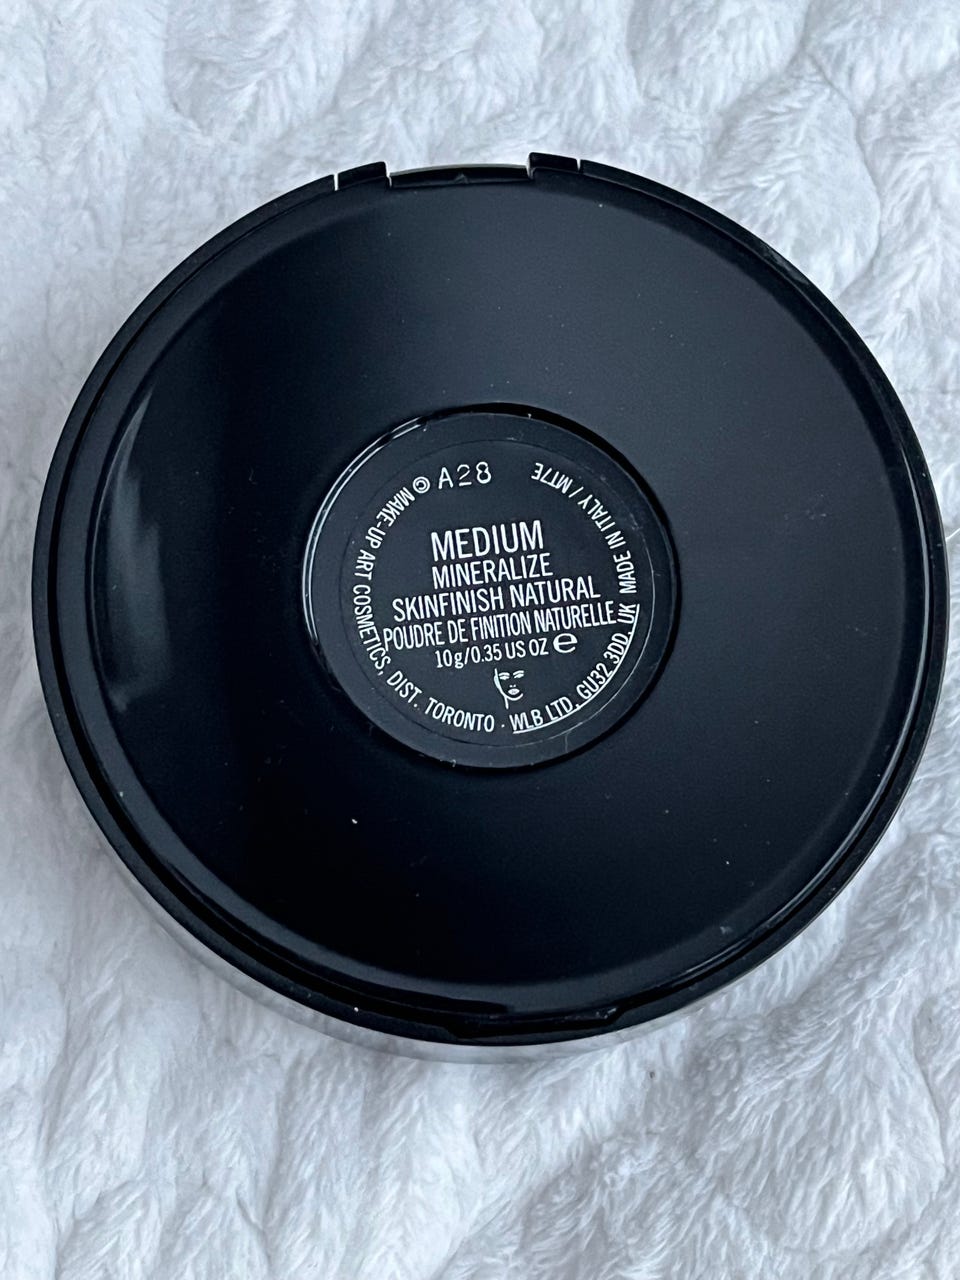 A28
MEDIUM
MINERALIZE
SKINFINISH NATURAL
POUDRE DE FINITION NATURELLE
10g/0.35 US OZ ℮
© MAKE-UP ART COSMETICS, DIST. TORONTO · WLB LTD, GU32 3DD, UK MADE IN ITALY / MT7E